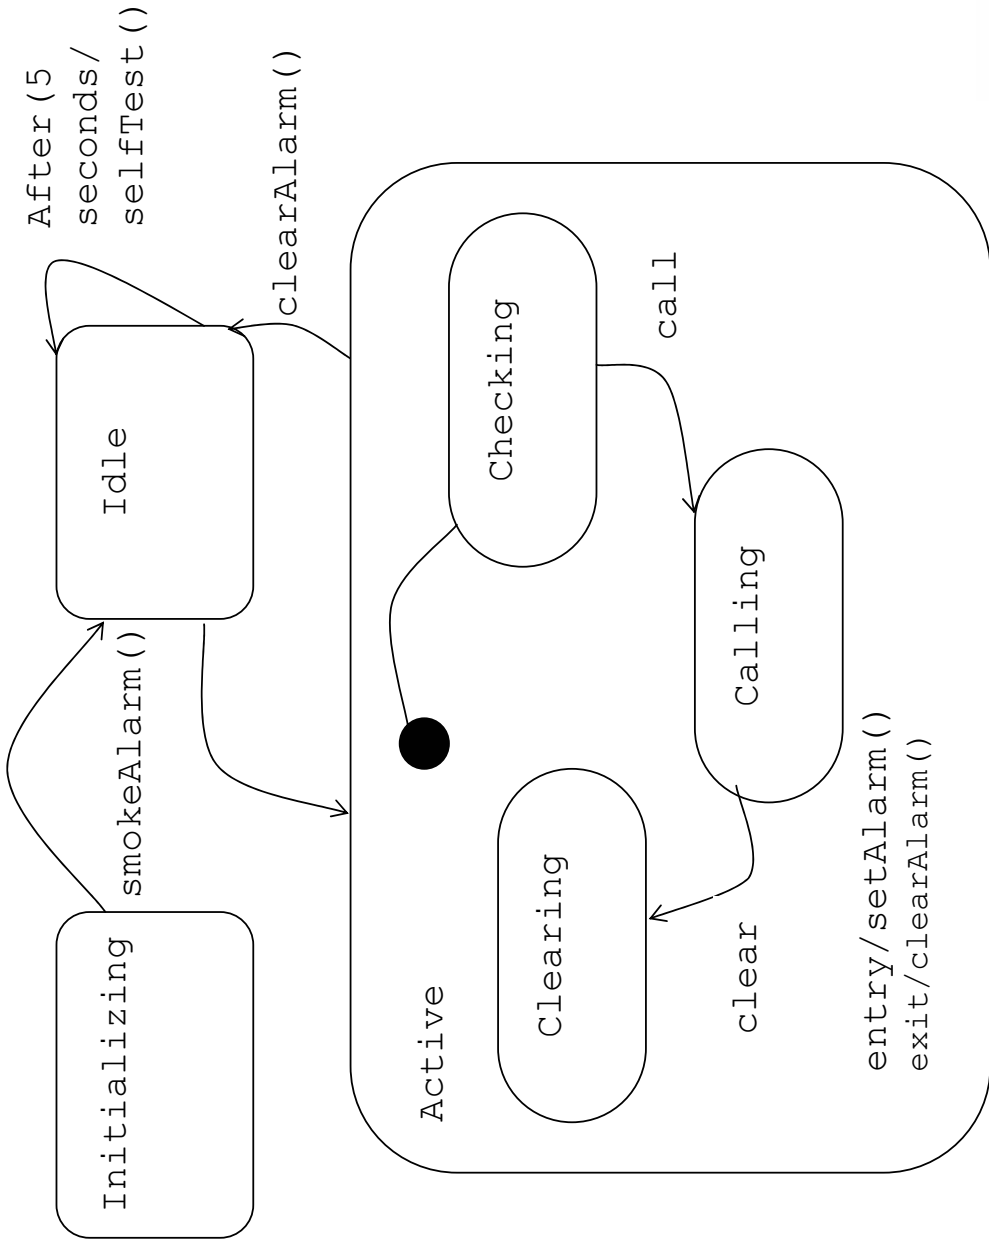 Initializing
Idle
After(5
seconds/
selfTest()
smokeAlarm()
clearAlarm()
Active
Checking
Clearing
call
Calling
clear
entry/setAlarm()
exit/clearAlarm()